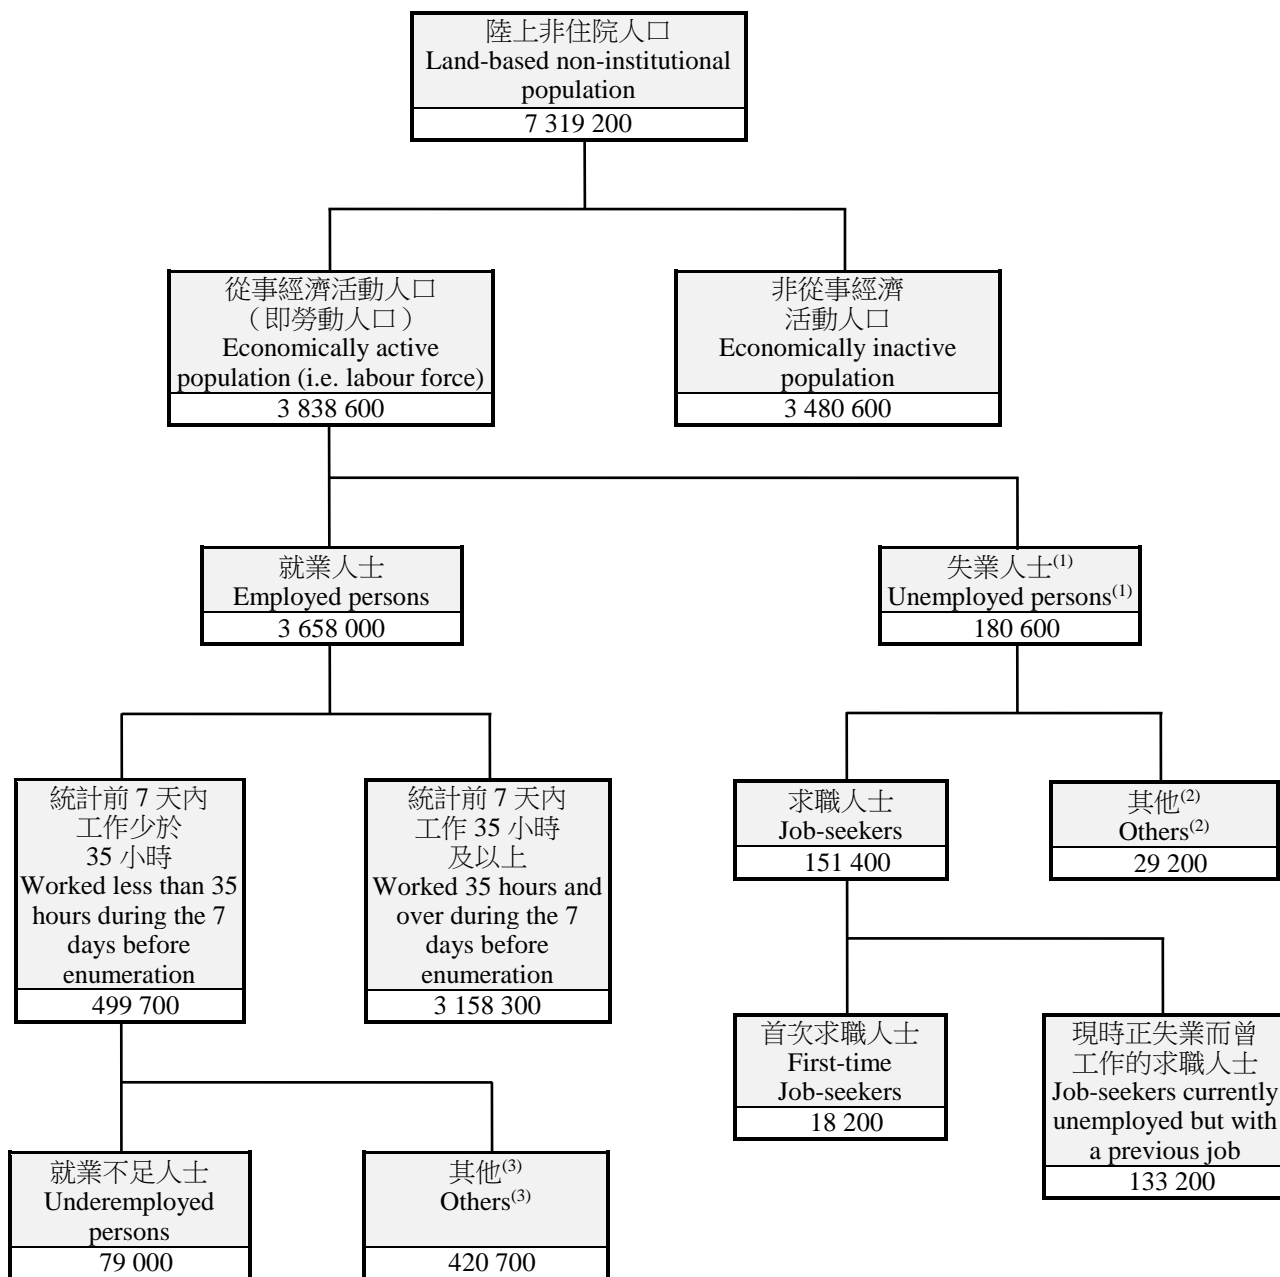 陸上非住院人口
Land-based non-institutional
population
7 319 200
從事經濟活動人口
（即勞動人口）
Economically active
population (i.e. labour force)
3 838 600
非從事經濟
活動人口
Economically inactive
population
3 480 600
就業人士
Employed persons
3 658 000
失業人士(1)
Unemployed persons(1)
180 600
統計前 7 天內
工作少於
35 小時
Worked less than 35
hours during the 7
days before
enumeration
499 700
統計前 7 天內
工作 35 小時
及以上
Worked 35 hours and
over during the 7
days before
enumeration
3 158 300
求職人士
Job-seekers
151 400
其他(2)
Others(2)
29 200
首次求職人士
First-time
Job-seekers
18 200
現時正失業而曾
工作的求職人士
Job-seekers currently
unemployed but with
a previous job
133 200
就業不足人士
Underemployed
persons
79 000
其他(3)
Others(3)
420 700